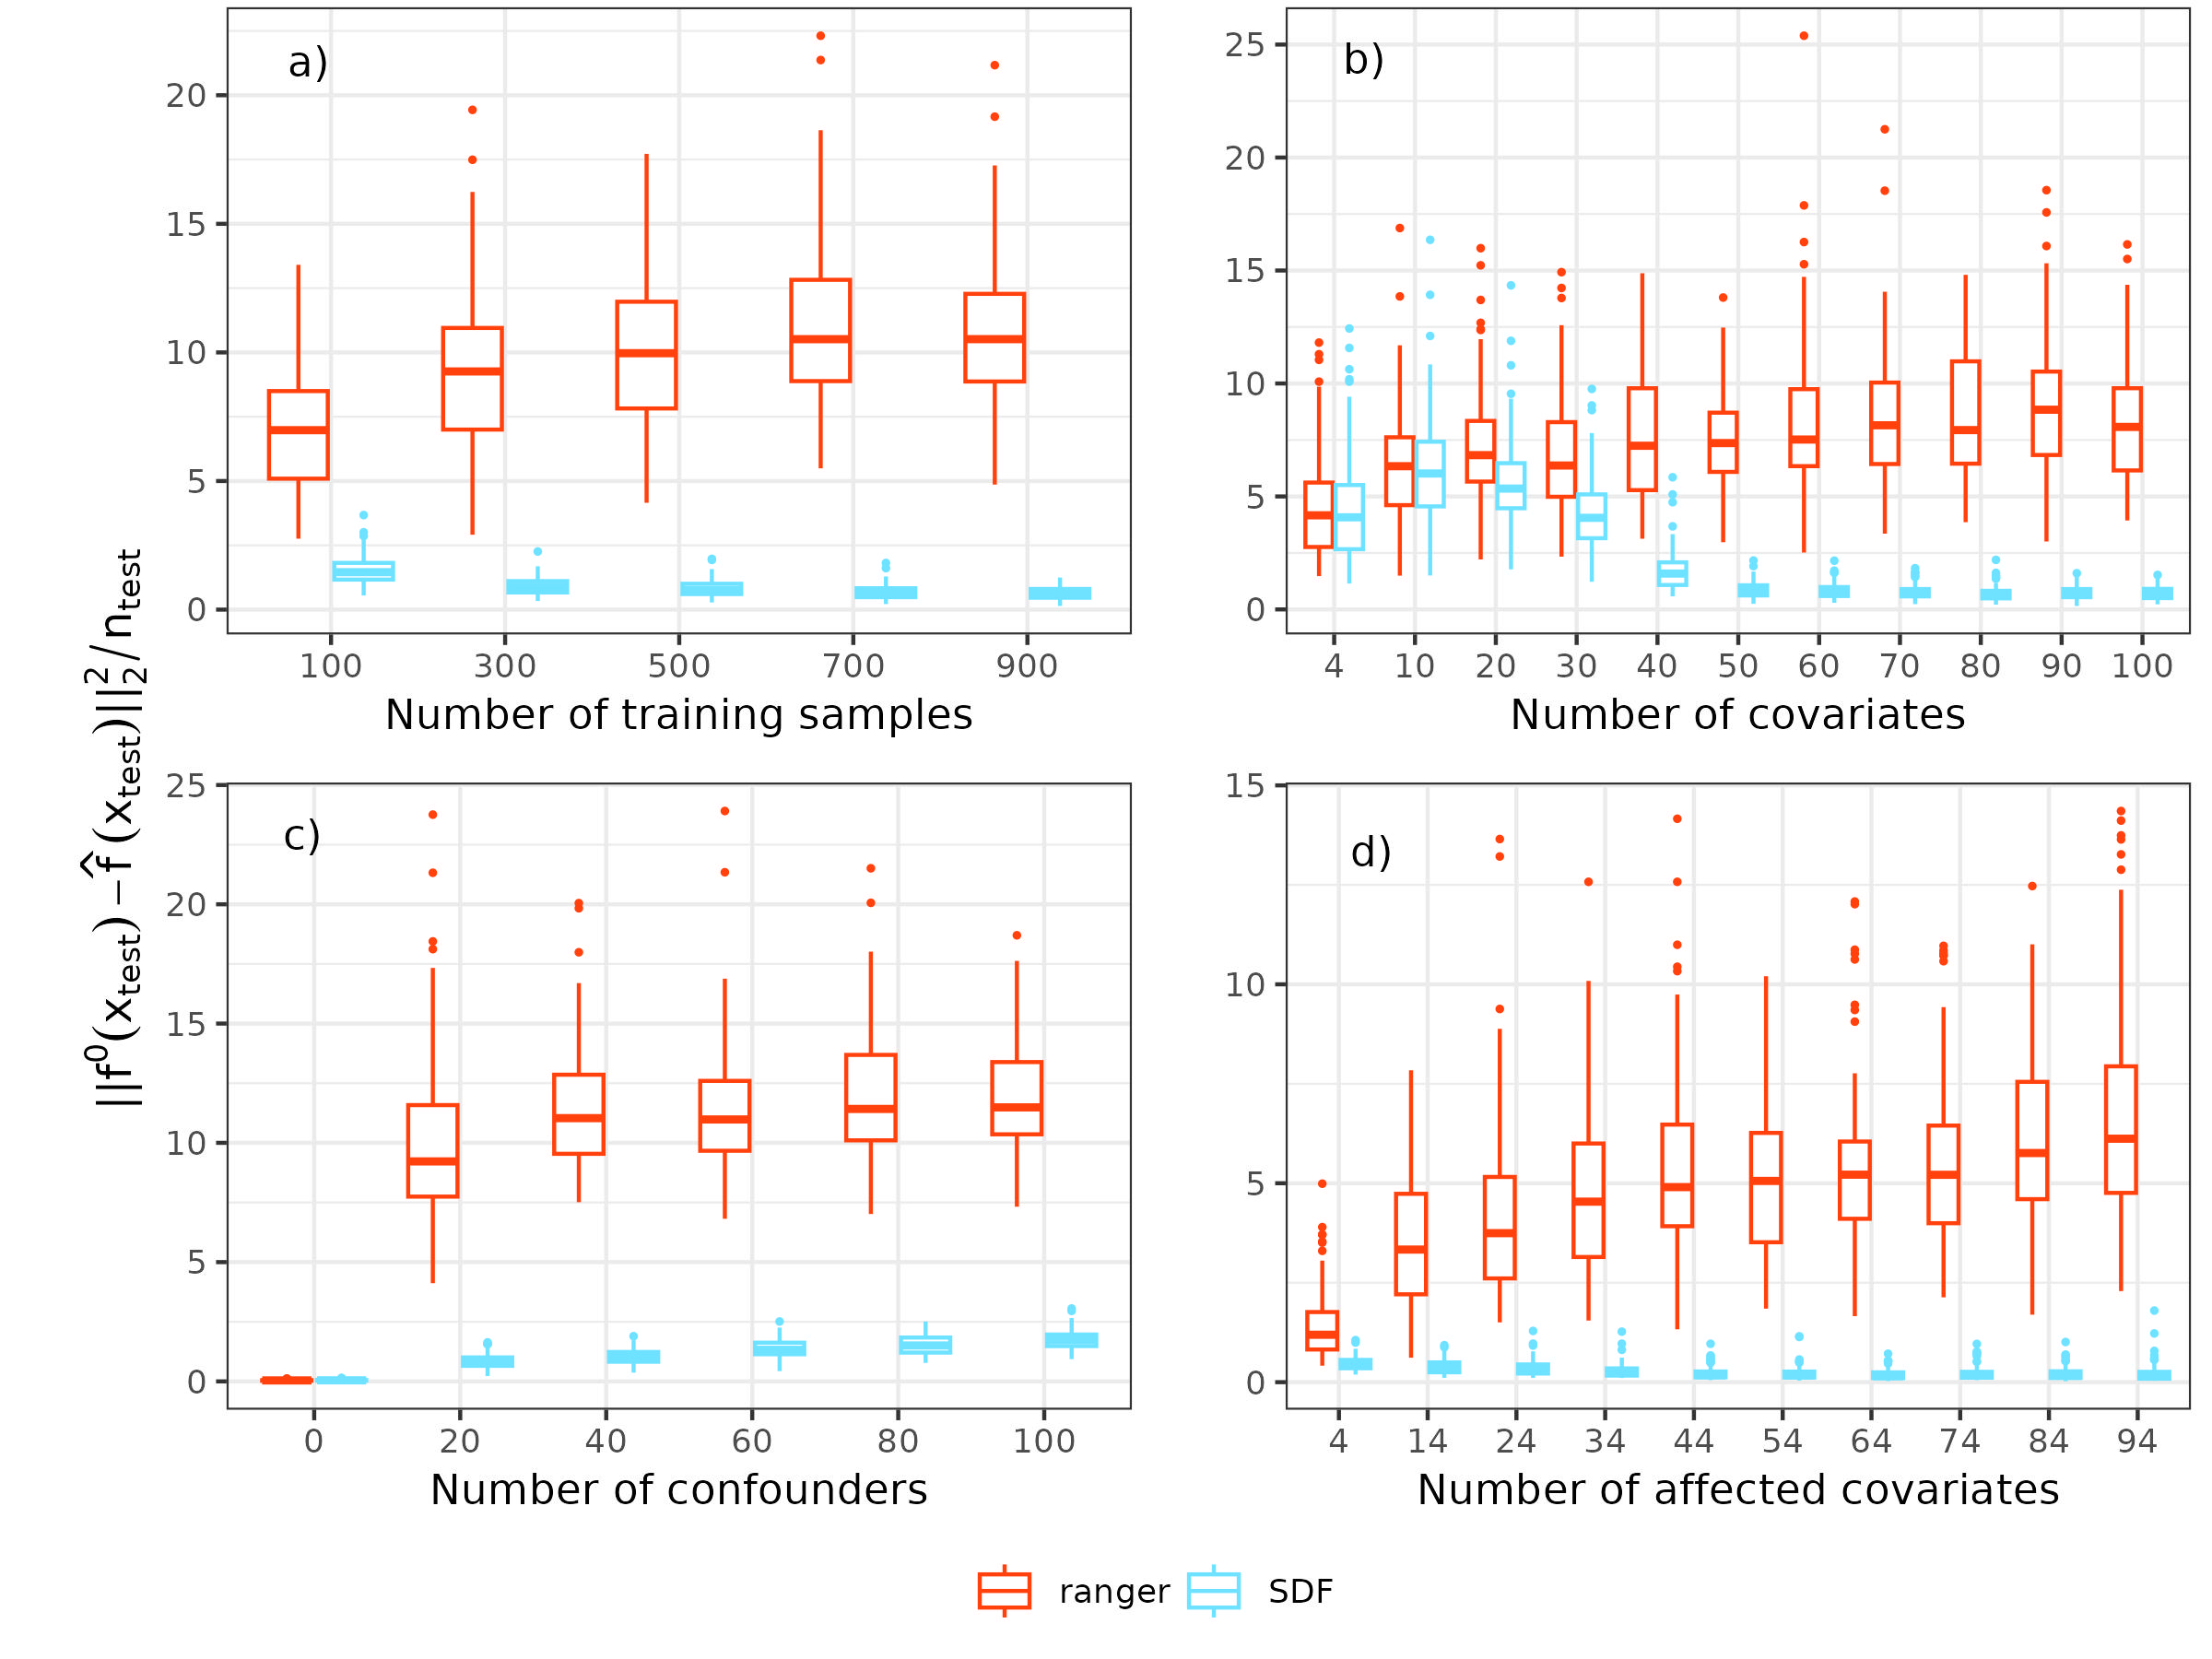 ||f⁰(x_test)−f̂(x_test)||₂²/n_test
a)
20
15
10
5
0
100 300 500 700 900
Number of training samples
b)
25
20
15
10
5
0
4 10 20 30 40 50 60 70 80 90 100
Number of covariates
c)
25
20
15
10
5
0
0 20 40 60 80 100
Number of confounders
d)
15
10
5
0
4 14 24 34 44 54 64 74 84 94
Number of affected covariates
ranger SDF